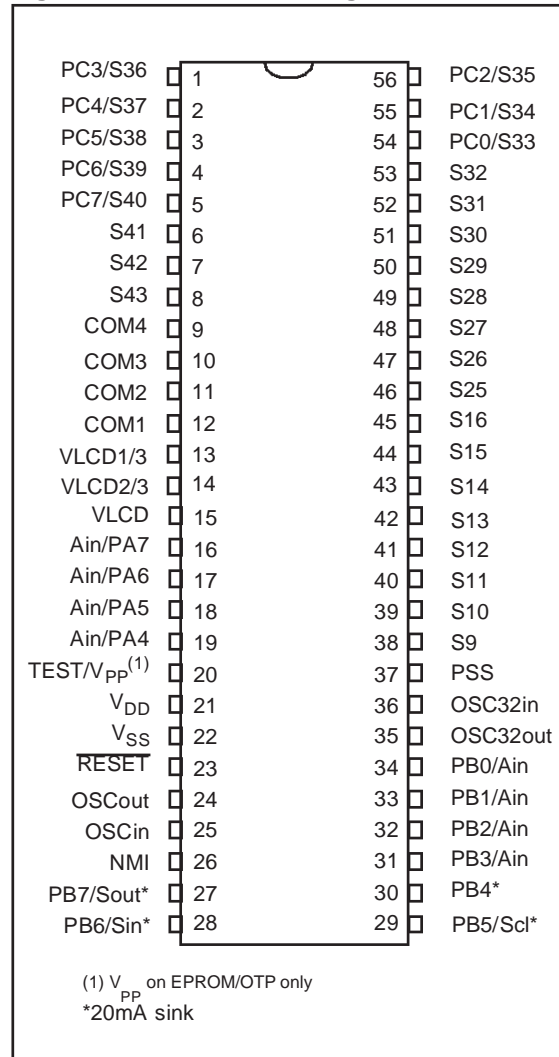 PC3/S36 1 56 PC2/S35
PC4/S37 2 55 PC1/S34
PC5/S38 3 54 PC0/S33
PC6/S39 4 53 S32
PC7/S40 5 52 S31
S41 6 51 S30
S42 7 50 S29
S43 8 49 S28
COM4 9 48 S27
COM3 10 47 S26
COM2 11 46 S25
COM1 12 45 S16
VLCD1/3 13 44 S15
VLCD2/3 14 43 S14
VLCD 15 42 S13
Ain/PA7 16 41 S12
Ain/PA6 17 40 S11
Ain/PA5 18 39 S10
Ain/PA4 19 38 S9
TEST/VPP(1) 20 37 PSS
VDD 21 36 OSC32in
VSS 22 35 OSC32out
RESET 23 34 PB0/Ain
OSCout 24 33 PB1/Ain
OSCin 25 32 PB2/Ain
NMI 26 31 PB3/Ain
PB7/Sout* 27 30 PB4*
PB6/Sin* 28 29 PB5/Scl*
(1) VPP on EPROM/OTP only
*20mA sink